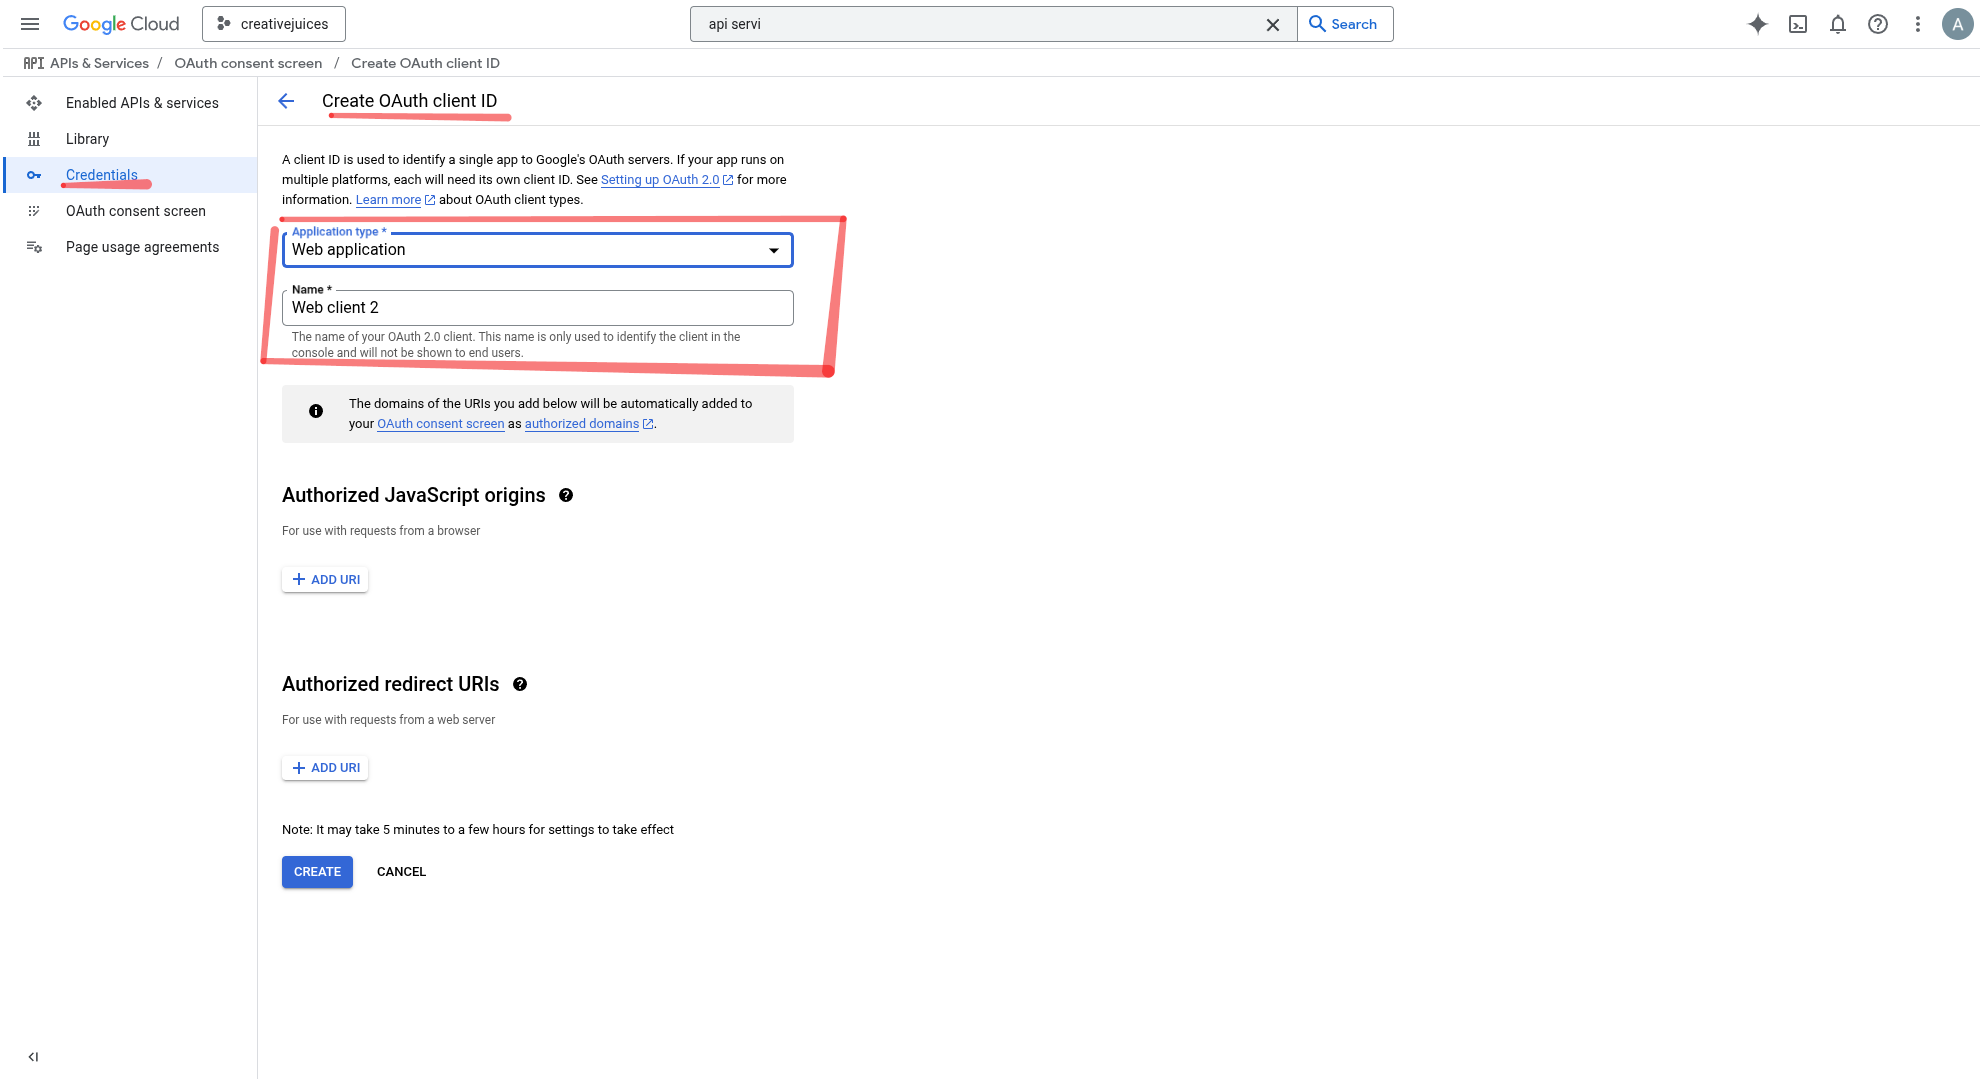 Google Cloud
creativejuices
api servi
Search
A
API APIs & Services / OAuth consent screen / Create OAuth client ID
Enabled APIs & services
Library
Credentials
OAuth consent screen
Page usage agreements
Create OAuth client ID
A client ID is used to identify a single app to Google's OAuth servers. If your app runs on
multiple platforms, each will need its own client ID. See Setting up OAuth 2.0 for more
information. Learn more about OAuth client types.
Application type *
Web application
Name *
Web client 2
The name of your OAuth 2.0 client. This name is only used to identify the client in the
console and will not be shown to end users.
The domains of the URIs you add below will be automatically added to
your OAuth consent screen as authorized domains.
Authorized JavaScript origins
For use with requests from a browser
ADD URI
Authorized redirect URIs
For use with requests from a web server
ADD URI
Note: It may take 5 minutes to a few hours for settings to take effect
CREATE
CANCEL